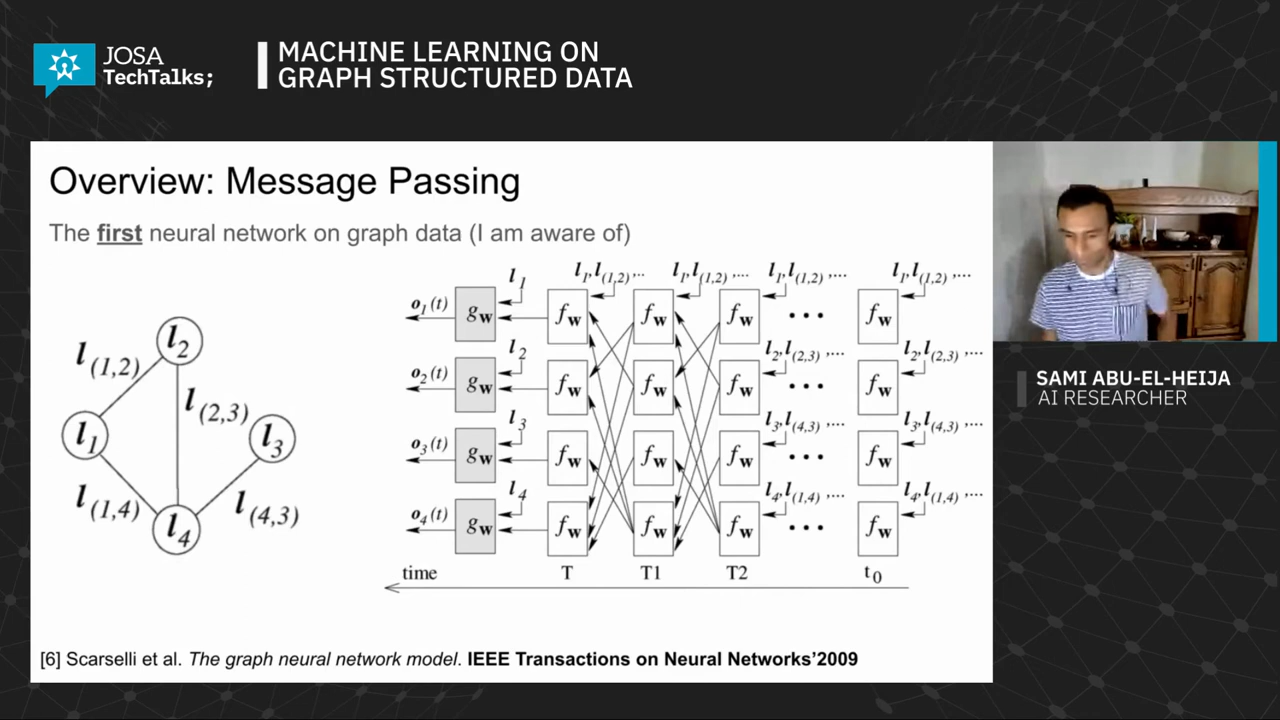 JOSA
TechTalks;
MACHINE LEARNING ON
GRAPH STRUCTURED DATA
Overview: Message Passing
The first neural network on graph data (I am aware of)
l2
l(1,2)
l(2,3)
l1
l3
l(1,4)
l(4,3)
l4
l1 l1,l(1,2),... l1,l(1,2),.... l1,l(1,2),.... l1,l(1,2),....
o1(t) gw fw fw fw ... fw
l2 l2,l(2,3),.... l2,l(2,3),....
o2(t) gw fw fw fw ... fw
l3 l3,l(4,3),.... l3,l(4,3),....
o3(t) gw fw fw fw ... fw
l4 l4,l(1,4),.... l4,l(1,4),....
o4(t) gw fw fw fw ... fw
time T T1 T2 t0
[6] Scarselli et al. The graph neural network model. IEEE Transactions on Neural Networks’2009
SAMI ABU-EL-HEIJA
AI RESEARCHER